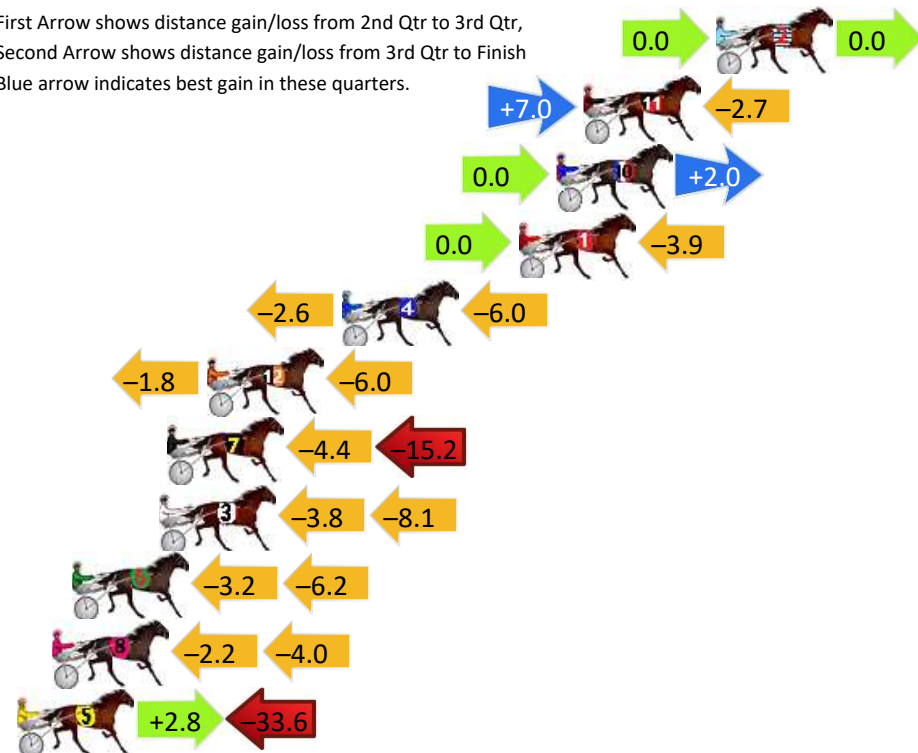 First Arrow shows distance gain/loss from 2nd Qtr to 3rd Qtr,
Second Arrow shows distance gain/loss from 3rd Qtr to Finish
Blue arrow indicates best gain in these quarters.
0.0 2 0.0
+7.0 11 –2.7
0.0 10 +2.0
0.0 1 –3.9
–2.6 4 –6.0
–1.8 12 –6.0
7 –4.4 –15.2
3 –3.8 –8.1
–3.2 –6.2
8 –2.2 –4.0
5 +2.8 –33.6